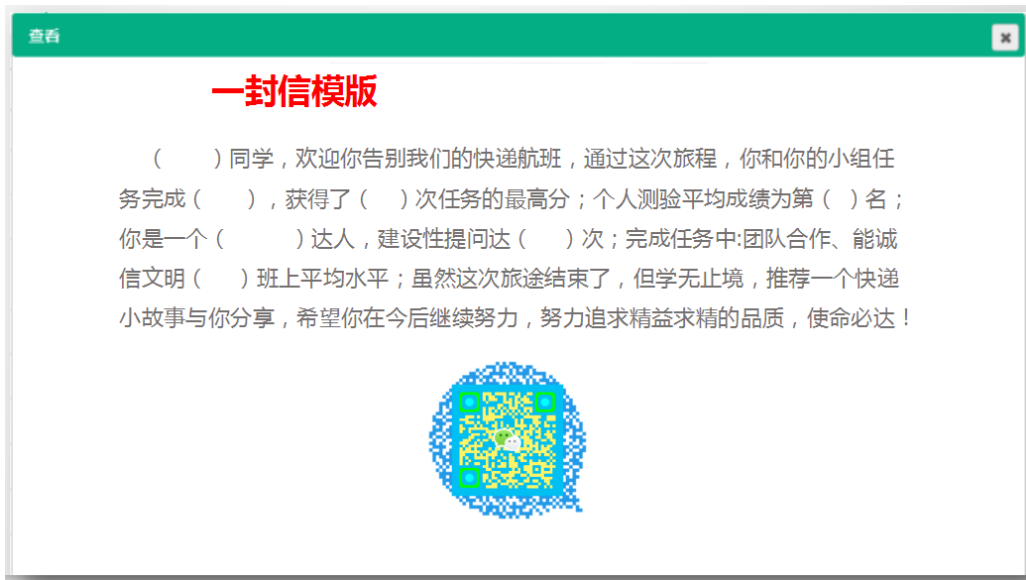 查看
一封信模版
（　　）同学，欢迎你告别我们的快递航班，通过这次旅程，你和你的小组任
务完成（　　），获得了（　）次任务的最高分；个人测验平均成绩为第（ ）名；
你是一个（　　　）达人，建设性提问达（　）次；完成任务中:团队合作、能诚
信文明（　）班上平均水平；虽然这次旅途结束了，但学无止境，推荐一个快递
小故事与你分享，希望你在今后继续努力，努力追求精益求精的品质，使命必达！